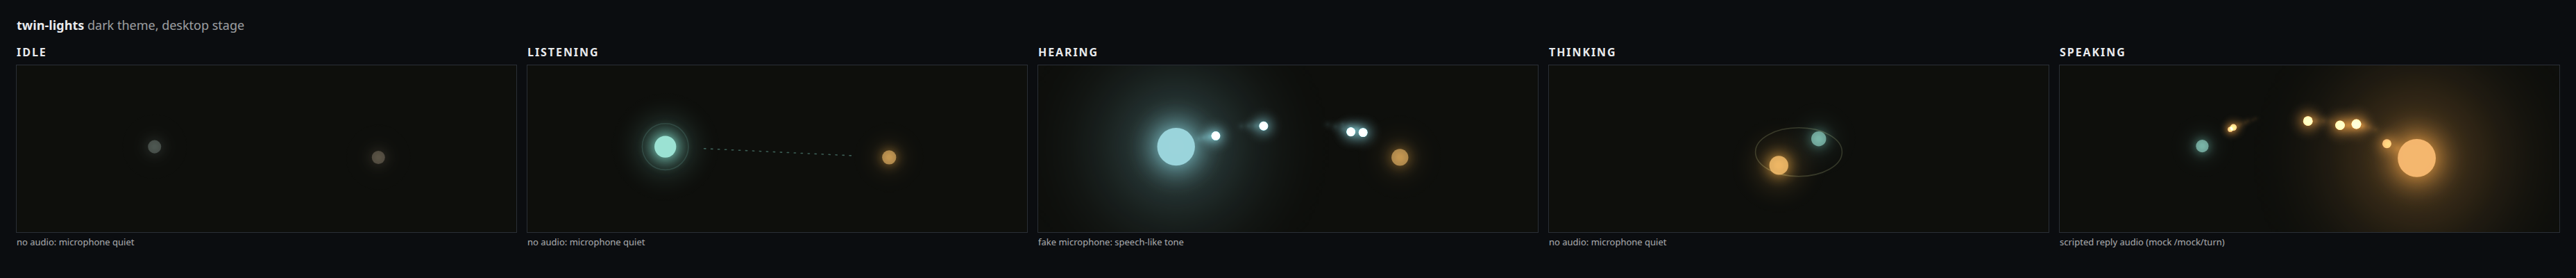 twin-lights dark theme, desktop stage
IDLE
LISTENING
HEARING
THINKING
SPEAKING
no audio: microphone quiet
no audio: microphone quiet
fake microphone: speech-like tone
no audio: microphone quiet
scripted reply audio (mock /mock/turn)